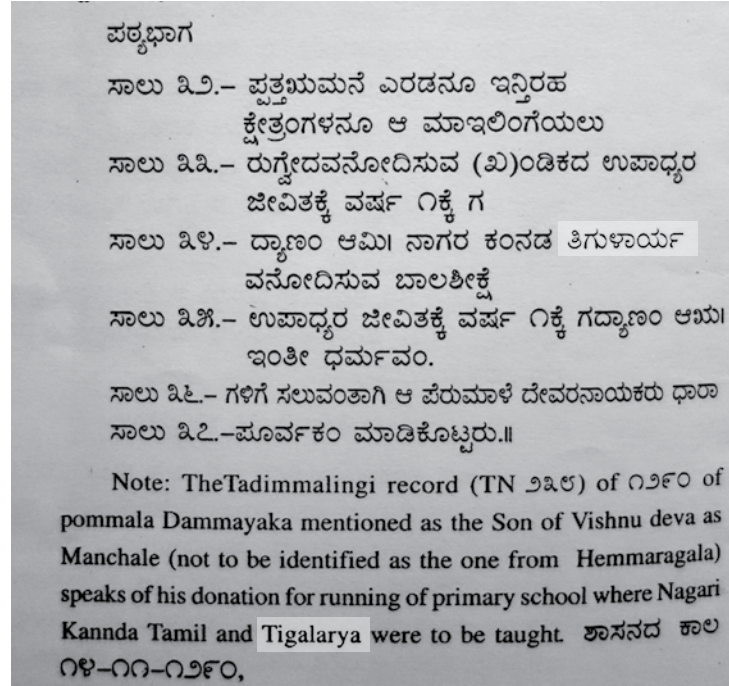 ಪಠ್ಯಭಾಗ
ಸಾಲು ೩೨.– ಪ್ಪತ್ತಋಮನೆ ಎರಡನೂ ಇನ್ತಿರಹ
ಕ್ಷೇತ್ರಂಗಳನೂ ಆ ಮಾಇಲಿಂಗೆಯಲು
ಸಾಲು ೩೩.– ರುಗ್ವೇದವನೋದಿಸುವ (ಖ)ಂಡಿಕದ ಉಪಾಧ್ಯರ
ಜೀವಿತಕ್ಕೆ ವರ್ಷ ೧ಕ್ಕೆ ಗ
ಸಾಲು ೩೪.– ದ್ಯಾಣಂ ಆಮಿ। ನಾಗರ ಕಂನಡ ತಿಗುಳಾರ್ಯ
ವನೋದಿಸುವ ಬಾಲಶೀಕ್ಷೆ
ಸಾಲು ೩೫.– ಉಪಾಧ್ಯರ ಜೀವಿತಕ್ಕೆ ವರ್ಷ ೧ಕ್ಕೆ ಗದ್ಯಾಣಂ ಆಋ।
ಇಂತೀ ಧರ್ಮವಂ.
ಸಾಲು ೩೬.– ಗಳಿಗೆ ಸಲುವಂತಾಗಿ ಆ ಪೆರುಮಾಳೆ ದೇವರನಾಯಕರು ಧಾರಾ
ಸಾಲು ೩೭.–ಪೂರ್ವಕಂ ಮಾಡಿಕೊಟ್ಟರು.॥
Note: TheTadimmalingi record (TN ೨೩೮) of ೧೨೯೦ of
pommala Dammayaka mentioned as the Son of Vishnu deva as
Manchale (not to be identified as the one from Hemmaragala)
speaks of his donation for running of primary school where Nagari
Kannda Tamil and Tigalarya were to be taught. ಶಾಸನದ ಕಾಲ
೧೪–೧೧–೧೨೯೦,